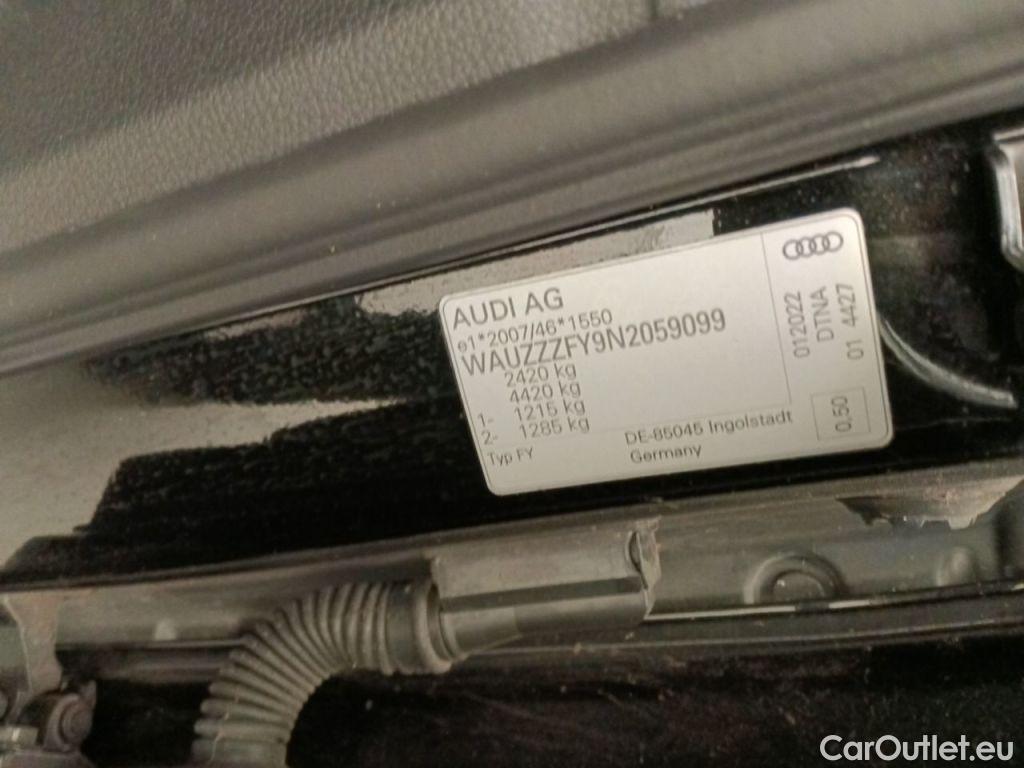 AUDI AG
e1*2007/46*1550
WAUZZZFY9N2059099
2420 kg
4420 kg
1- 1215 kg
2- 1285 kg
Typ FY
DE-85045 Ingolstadt
Germany
012022
DTNA
01 4427
0,50
CarOutlet.eu